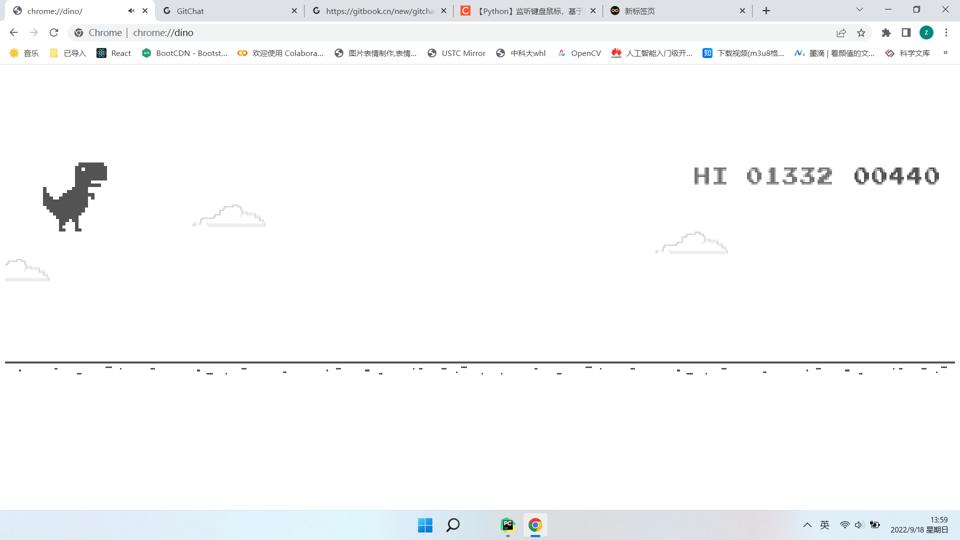 chrome://dino/
GitChat
https://gitbook.cn/new/gitcha
【Python】监听键盘鼠标，基于
新标签页
Chrome | chrome://dino
z
音乐
已导入
React
BootCDN - Bootst...
欢迎使用 Colabora...
图片表情制作,表情...
USTC Mirror
中科大whl
OpenCV
人工智能入门极开...
知
下载视频(m3u8格...
墨滴 | 看颜值的文...
科学文库
»
HI 01332 00440
PC
英
13:59
2022/9/18 星期日